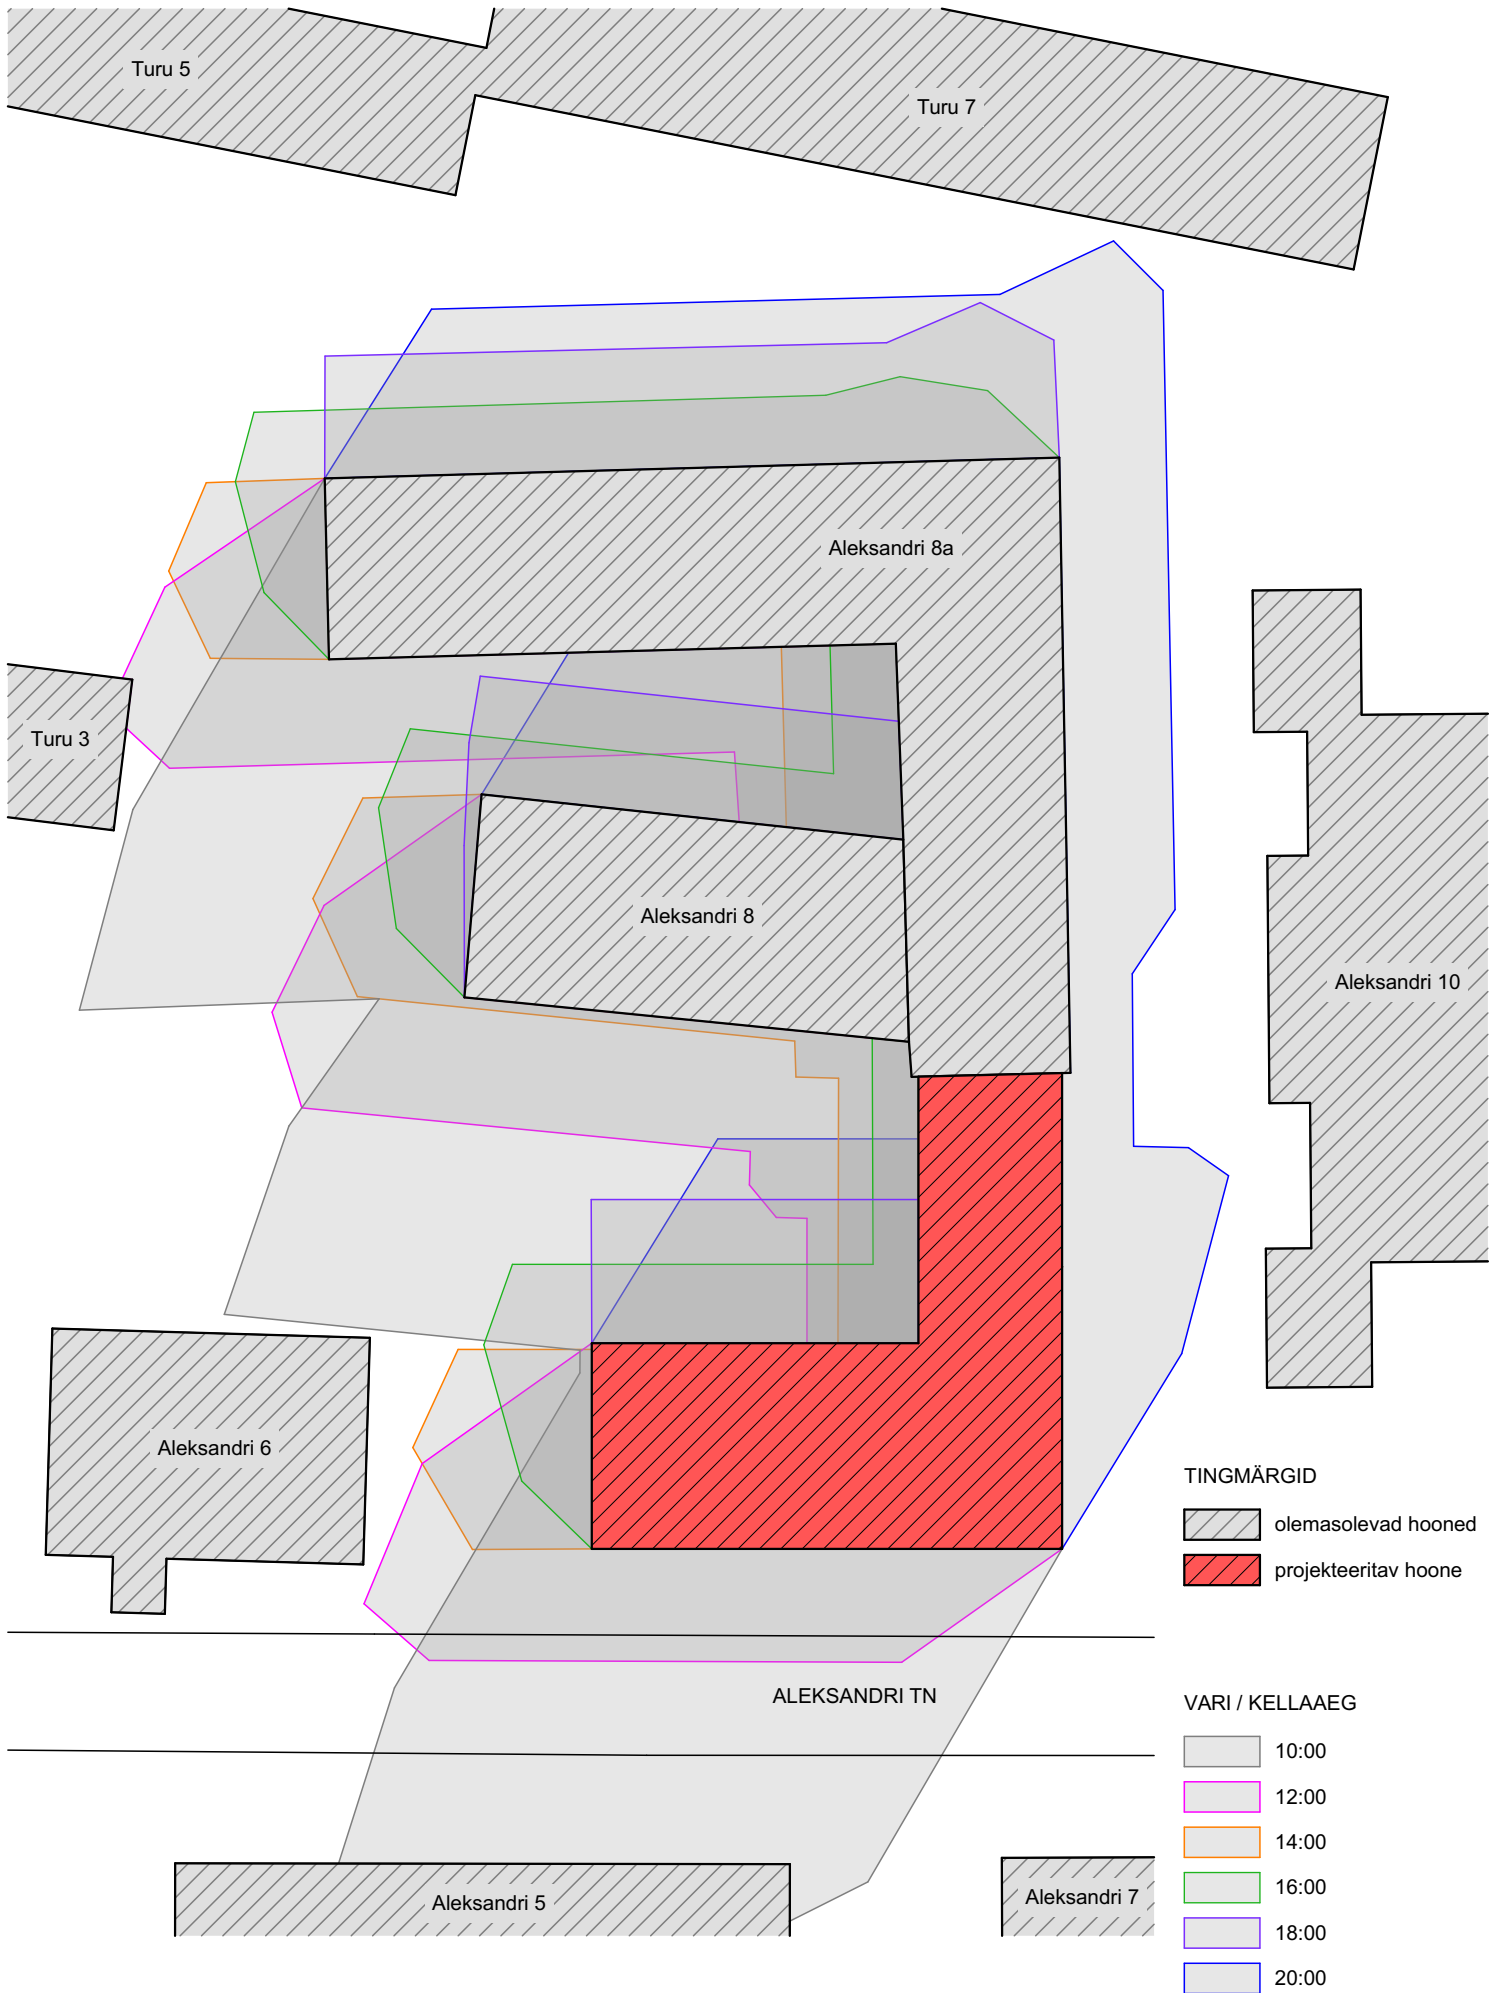 Turu 5
Turu 7
Aleksandri 8a
Turu 3
Aleksandri 8
Aleksandri 10
Aleksandri 6
TINGMÄRGID
olemasolevad hooned
projekteeritav hoone
ALEKSANDRI TN
VARI / KELLAAEG
10:00
12:00
14:00
16:00
18:00
20:00
Aleksandri 5
Aleksandri 7